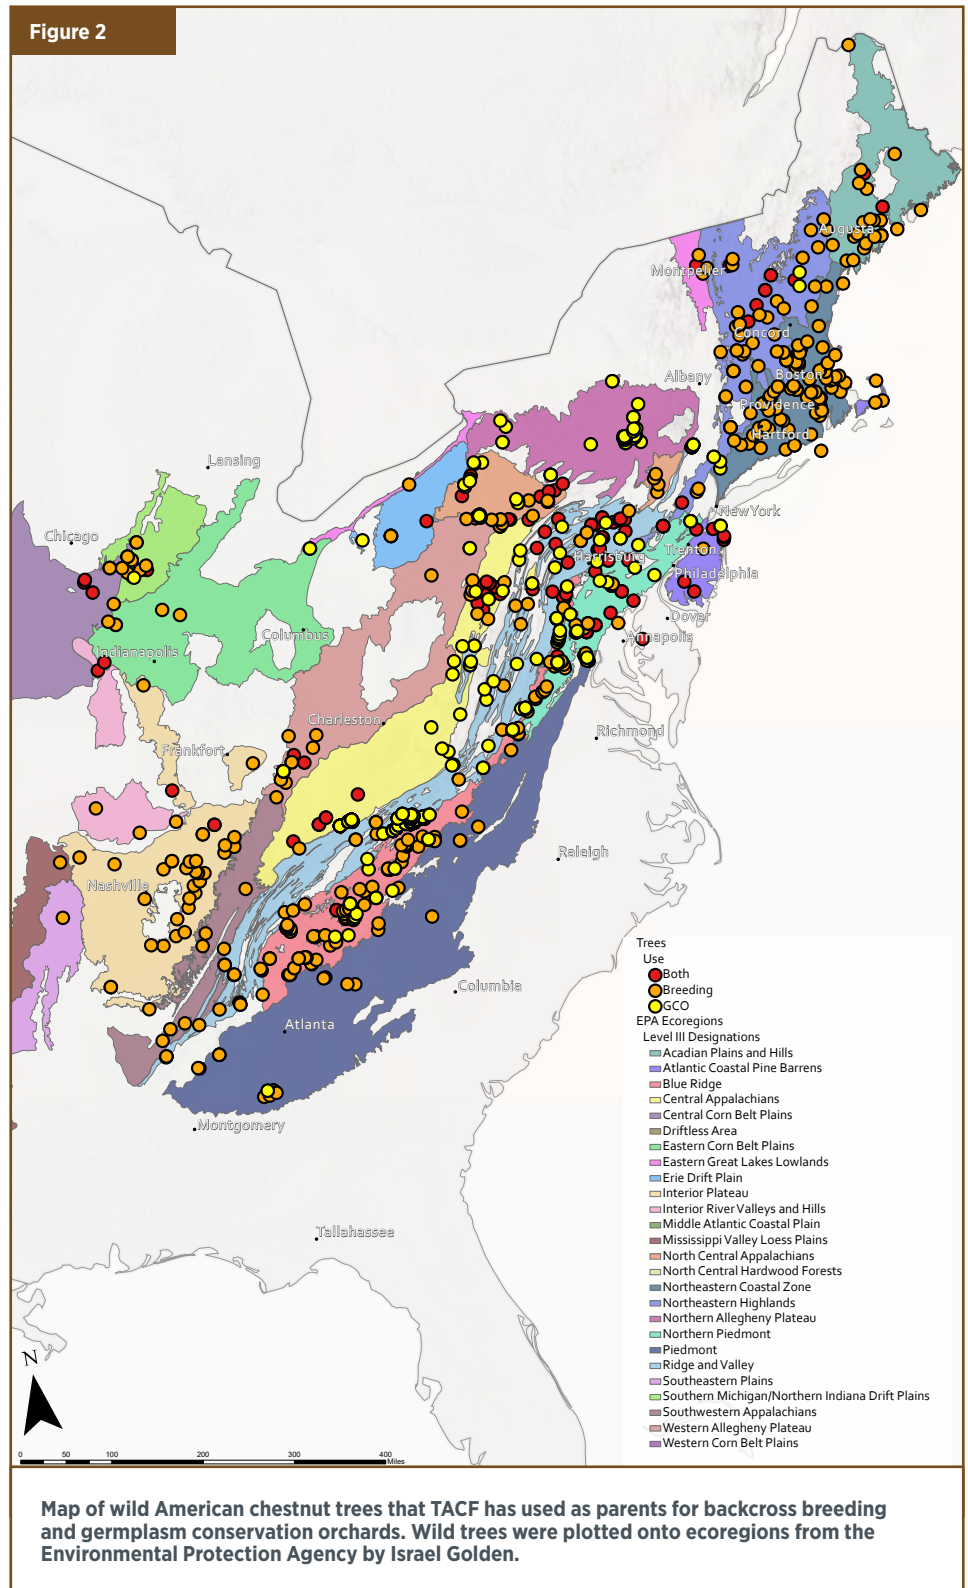 Figure 2
Augusta
Montpelier
Concord
Albany
Boston
Providence
Hartford
Lansing
New York
Chicago
Harrisburg
Trenton
Philadelphia
Dover
Columbus
Annapolis
Indianapolis
Charleston
Richmond
Frankfort
Raleigh
Nashville
Columbia
Atlanta
Montgomery
Tallahassee
Trees
Use
Both
Breeding
GCO
EPA Ecoregions
Level III Designations
Acadian Plains and Hills
Atlantic Coastal Pine Barrens
Blue Ridge
Central Appalachians
Central Corn Belt Plains
Driftless Area
Eastern Corn Belt Plains
Eastern Great Lakes Lowlands
Erie Drift Plain
Interior Plateau
Interior River Valleys and Hills
Middle Atlantic Coastal Plain
Mississippi Valley Loess Plains
North Central Appalachians
North Central Hardwood Forests
Northeastern Coastal Zone
Northeastern Highlands
Northern Allegheny Plateau
Northern Piedmont
Piedmont
Ridge and Valley
Southeastern Plains
Southern Michigan/Northern Indiana Drift Plains
Southwestern Appalachians
Western Allegheny Plateau
Western Corn Belt Plains
N
0 50 100 200 300 400
Miles
Map of wild American chestnut trees that TACF has used as parents for backcross breeding
and germplasm conservation orchards. Wild trees were plotted onto ecoregions from the
Environmental Protection Agency by Israel Golden.